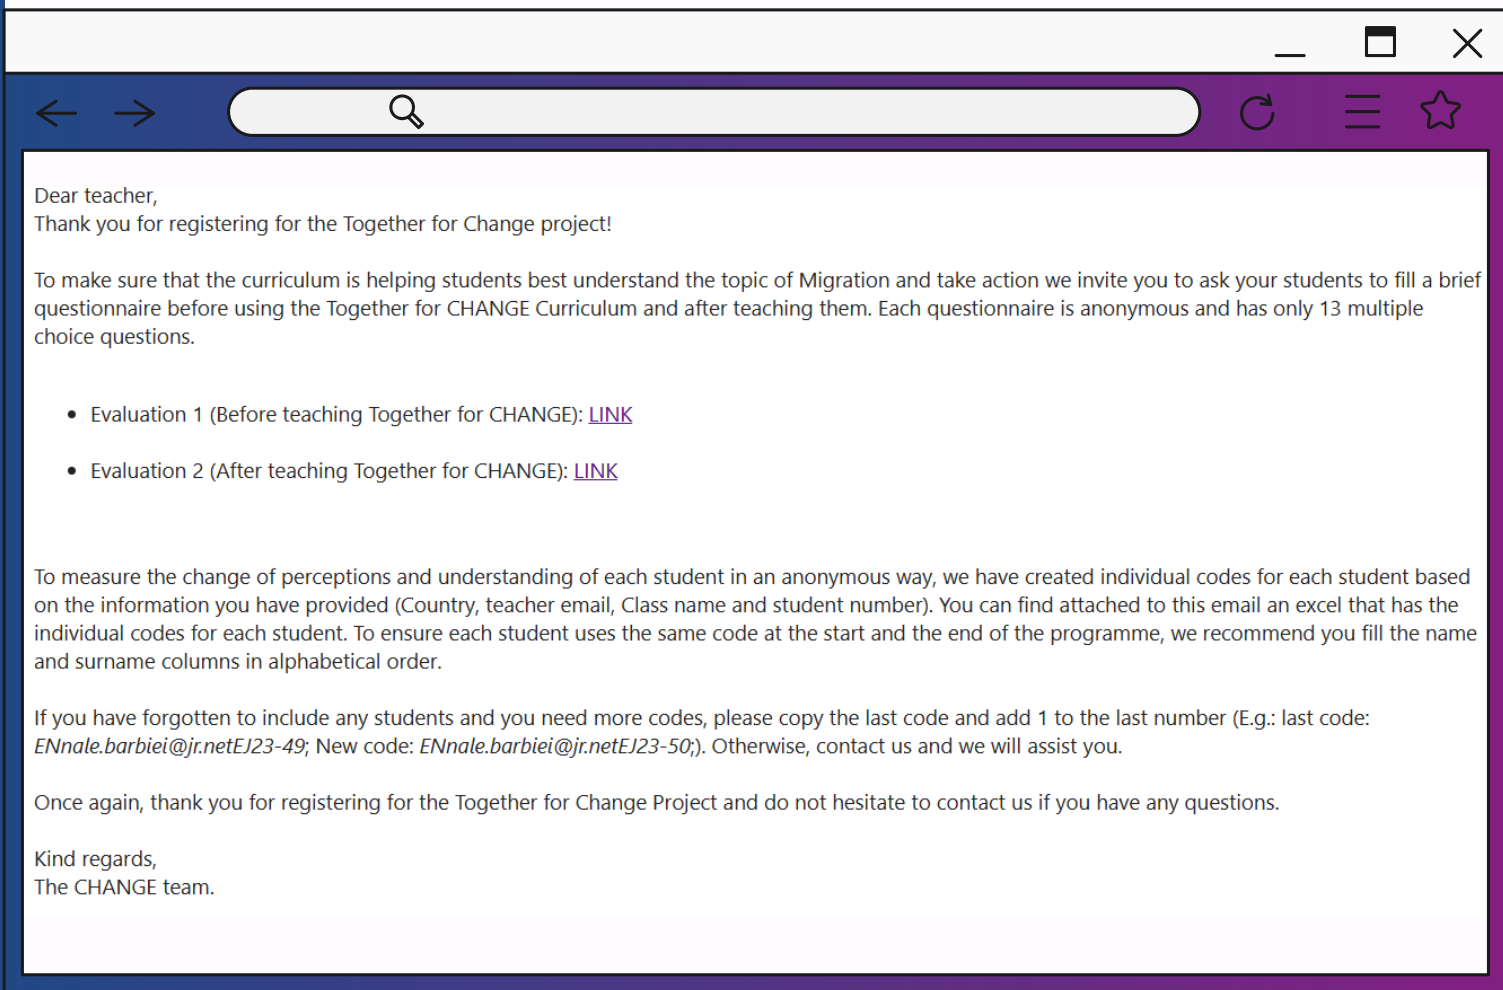 Dear teacher,
Thank you for registering for the Together for Change project!
To make sure that the curriculum is helping students best understand the topic of Migration and take action we invite you to ask your students to fill a brief
questionnaire before using the Together for CHANGE Curriculum and after teaching them. Each questionnaire is anonymous and has only 13 multiple
choice questions.
• Evaluation 1 (Before teaching Together for CHANGE): LINK
• Evaluation 2 (After teaching Together for CHANGE): LINK
To measure the change of perceptions and understanding of each student in an anonymous way, we have created individual codes for each student based
on the information you have provided (Country, teacher email, Class name and student number). You can find attached to this email an excel that has the
individual codes for each student. To ensure each student uses the same code at the start and the end of the programme, we recommend you fill the name
and surname columns in alphabetical order.
If you have forgotten to include any students and you need more codes, please copy the last code and add 1 to the last number (E.g.: last code:
ENnale.barbiei@jr.netEJ23-49; New code: ENnale.barbiei@jr.netEJ23-50;). Otherwise, contact us and we will assist you.
Once again, thank you for registering for the Together for Change Project and do not hesitate to contact us if you have any questions.
Kind regards,
The CHANGE team.